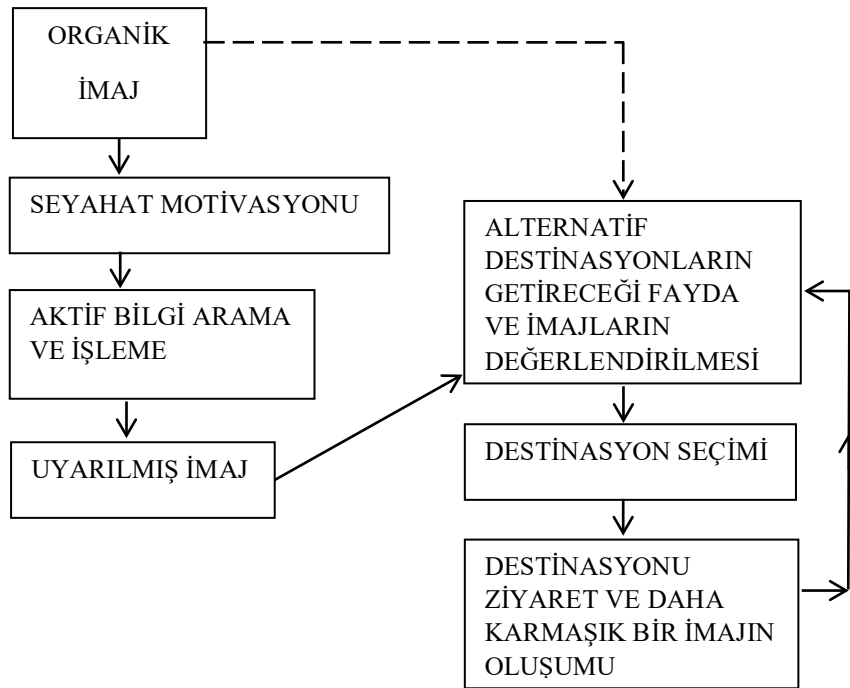 ORGANİK
İMAJ
SEYAHAT MOTİVASYONU
AKTİF BİLGİ ARAMA
VE İŞLEME
UYARILMIŞ İMAJ
ALTERNATİF
DESTİNASYONLARIN
GETİRECEĞİ FAYDA
VE İMAJLARIN
DEĞERLENDİRİLMESİ
DESTİNASYON SEÇİMİ
DESTİNASYONU
ZİYARET VE DAHA
KARMAŞIK BİR İMAJIN
OLUŞUMU